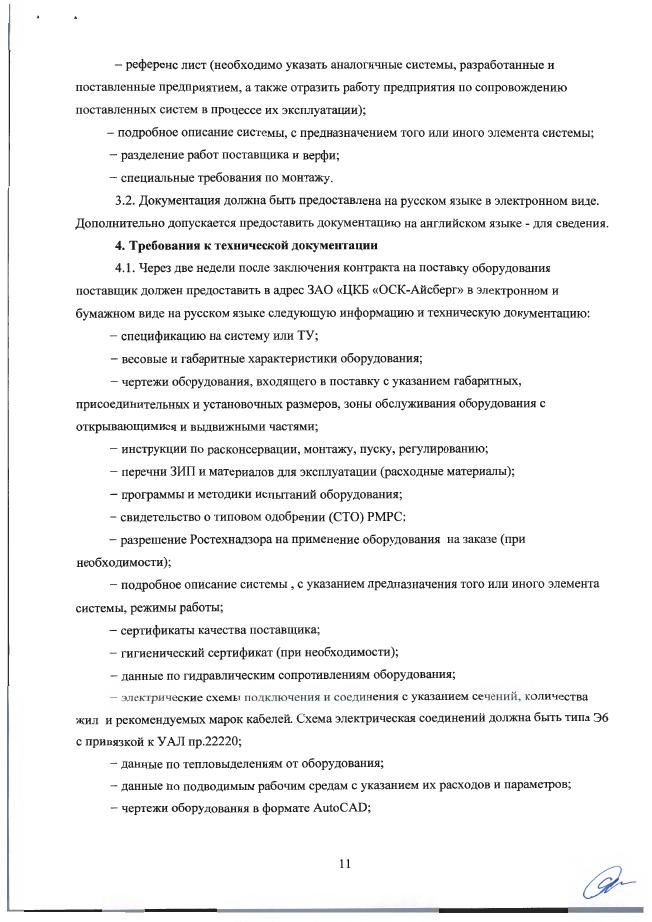 – референс лист (необходимо указать аналогичные системы, разработанные и
поставленные предприятием, а также отразить работу предприятия по сопровождению
поставленных систем в процессе их эксплуатации);
– подробное описание системы, с предназначением того или иного элемента системы;
– разделение работ поставщика и верфи;
– специальные требования по монтажу.
3.2. Документация должна быть предоставлена на русском языке в электронном виде.
Дополнительно допускается предоставить документацию на английском языке - для сведения.
4. Требования к технической документации
4.1. Через две недели после заключения контракта на поставку оборудования
поставщик должен предоставить в адрес ЗАО «ЦКБ «ОСК-Айсберг» в электронном и
бумажном виде на русском языке следующую информацию и техническую документацию:
– спецификацию на систему или ТУ;
– весовые и габаритные характеристики оборудования;
– чертежи оборудования, входящего в поставку с указанием габаритных,
присоединительных и установочных размеров, зоны обслуживания оборудования с
открывающимися и выдвижными частями;
– инструкции по расконсервации, монтажу, пуску, регулированию;
– перечни ЗИП и материалов для эксплуатации (расходные материалы);
– программы и методики испытаний оборудования;
– свидетельство о типовом одобрении (СТО) РМРС;
– разрешение Ростехнадзора на применение оборудования на заказе (при
необходимости);
– подробное описание системы , с указанием предназначения того или иного элемента
системы, режимы работы;
– сертификаты качества поставщика;
– гигиенический сертификат (при необходимости);
– данные по гидравлическим сопротивлениям оборудования;
– электрические схемы подключения и соединения с указанием сечений, количества
жил и рекомендуемых марок кабелей. Схема электрическая соединений должна быть типа Э6
с привязкой к УАЛ пр.22220;
– данные по тепловыделениям от оборудования;
– данные по подводимым рабочим средам с указанием их расходов и параметров;
– чертежи оборудования в формате AutoCAD;
11